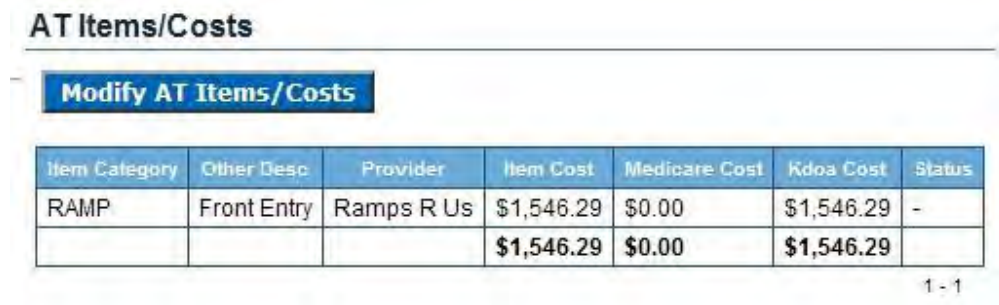 AT Items/Costs
Modify AT Items/Costs
Item Category Other Desc Provider Item Cost Medicare Cost Kdoa Cost Status
RAMP Front Entry Ramps R Us $1,546.29 $0.00 $1,546.29 -
$1,546.29 $0.00 $1,546.29
1 - 1